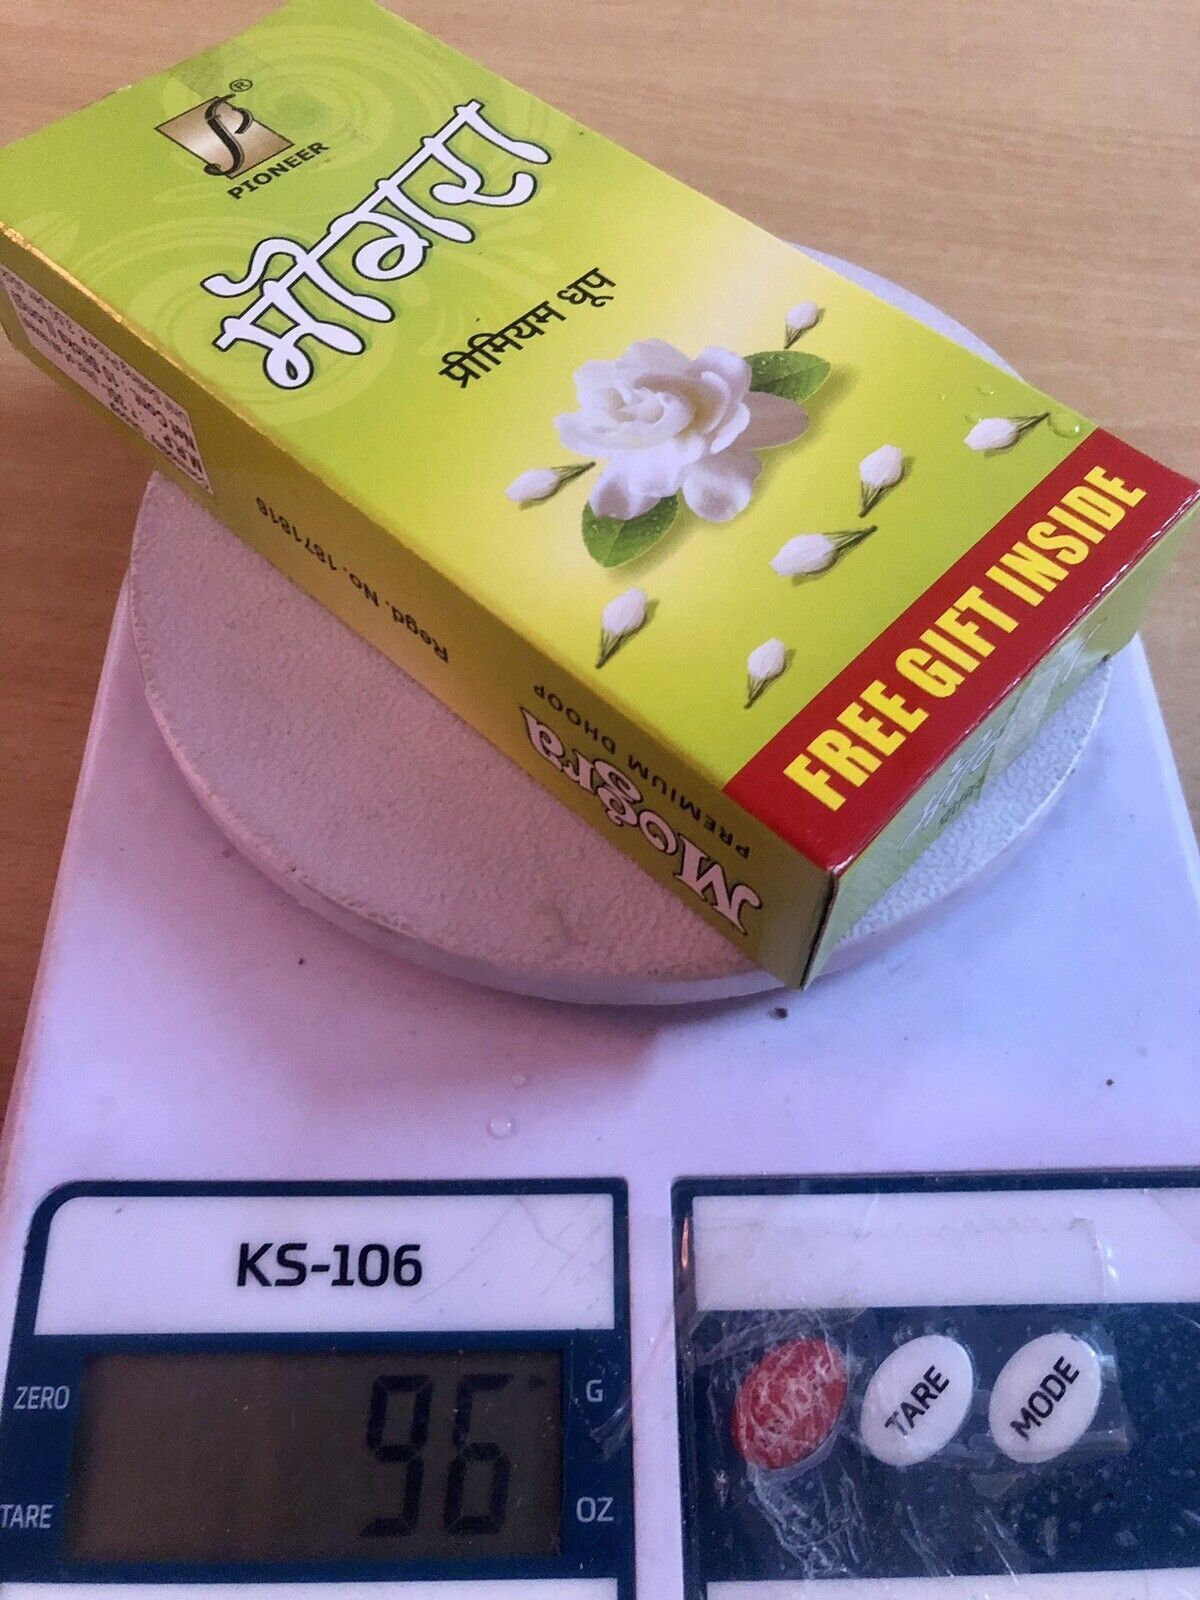 PIONEER
®
मोगरा
प्रीमियम धूप
FREE GIFT INSIDE
Regd. No. 1671816
Mogra
PREMIUM DHOOP
KS-106
ZERO
TARE
96
G
OZ
TARE
MODE